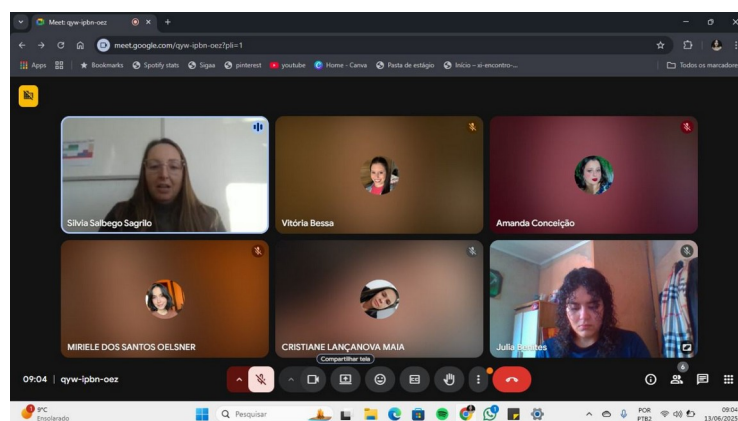 Meet: qyw-ipbn-oez
meet.google.com/qyw-ipbn-oez?pli=1
Apps Bookmarks Spotify stats Sigaa pinterest youtube Home – Canva Pasta de estágio Início – xi-encontro-... Todos os marcadores
Silvia Salbego Sagrilo
Vitória Bessa
Amanda Conceição
MIRIELE DOS SANTOS OELSNER
CRISTIANE LANÇANOVA MAIA
Julia Benites
Compartilhar tela
6
09:04 | qyw-ipbn-oez
1
9°C
Ensolarado
Pesquisar
POR
PTB2
09:04
13/06/2025